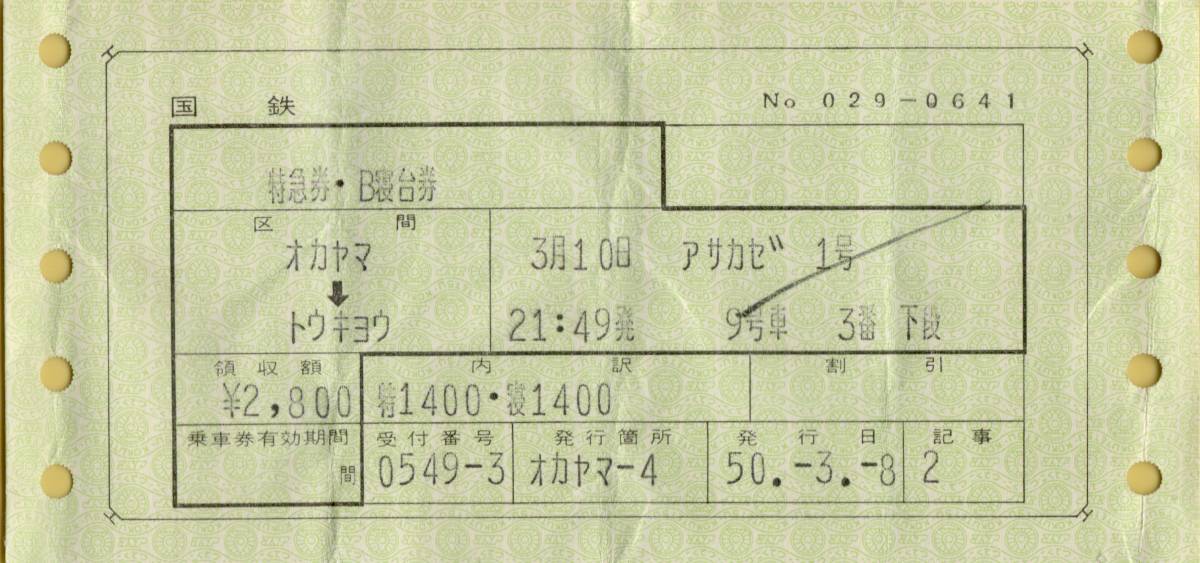 国鉄 No 029-0641
特急券・B寝台券
区間
オカヤマ 3月10日 アサカゼ 1号
↓
トウキヨウ 21:49発 9号車 3番 下段
領収額 内訳 割引
¥2,800 特1400・寝1400
乗車券有効期間 受付番号 発行箇所 発行日 記事
間 0549-3 オカヤマ-4 50.-3.-8 2